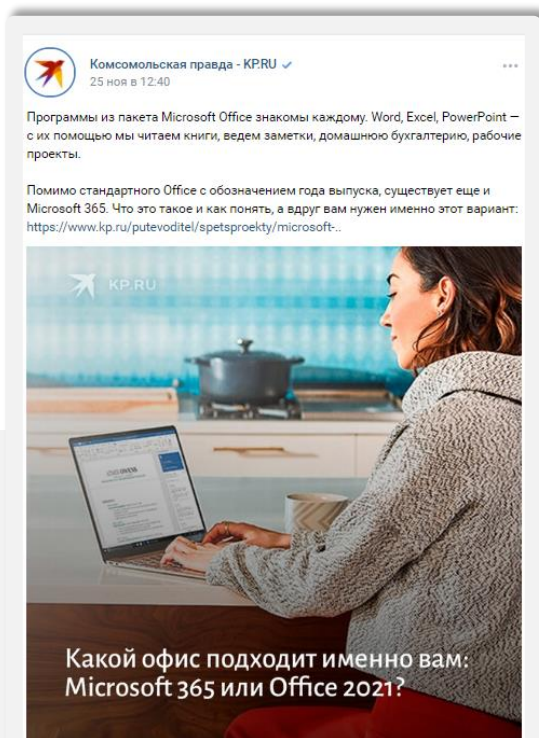 Комсомольская правда - KP.RU
25 ноя в 12:40
Программы из пакета Microsoft Office знакомы каждому. Word, Excel, PowerPoint —
с их помощью мы читаем книги, ведем заметки, домашнюю бухгалтерию, рабочие
проекты.
Помимо стандартного Office с обозначением года выпуска, существует еще и
Microsoft 365. Что это такое и как понять, а вдруг вам нужен именно этот вариант:
https://www.kp.ru/putevoditel/spetsproekty/microsoft-..
KP.RU
Какой офис подходит именно вам:
Microsoft 365 или Office 2021?